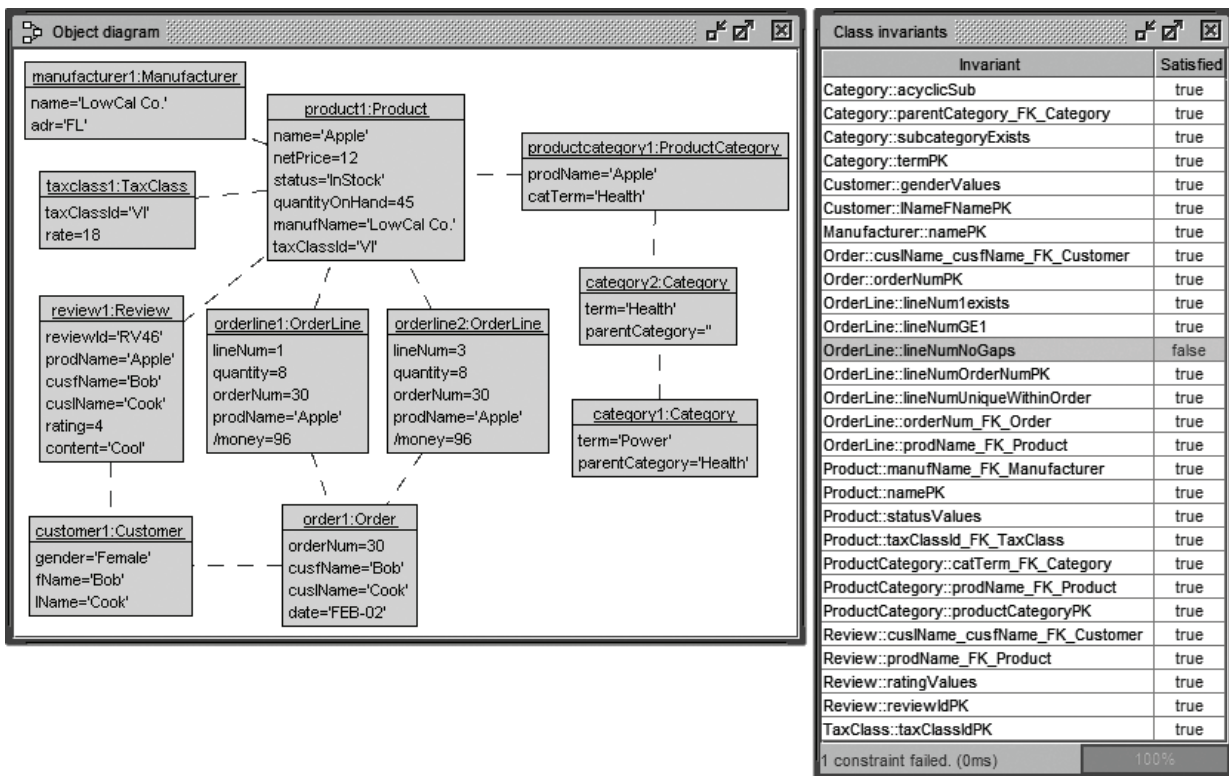 Object diagram
manufacturer1:Manufacturer
name='LowCal Co.'
adr='FL'
product1:Product
name='Apple'
netPrice=12
status='InStock'
quantityOnHand=45
manufName='LowCal Co.'
taxClassId='VI'
taxclass1:TaxClass
taxClassId='VI'
rate=18
productcategory1:ProductCategory
prodName='Apple'
catTerm='Health'
category2:Category
term='Health'
parentCategory=''
category1:Category
term='Power'
parentCategory='Health'
review1:Review
reviewId='RV46'
prodName='Apple'
cusfName='Bob'
cuslName='Cook'
rating=4
content='Cool'
orderline1:OrderLine
lineNum=1
quantity=8
orderNum=30
prodName='Apple'
/money=96
orderline2:OrderLine
lineNum=3
quantity=8
orderNum=30
prodName='Apple'
/money=96
customer1:Customer
gender='Female'
fName='Bob'
lName='Cook'
order1:Order
orderNum=30
cusfName='Bob'
cuslName='Cook'
date='FEB-02'
Class invariants
Invariant Satisfied
Category::acyclicSub true
Category::parentCategory_FK_Category true
Category::subcategoryExists true
Category::termPK true
Customer::genderValues true
Customer::lNameFNamePK true
Manufacturer::namePK true
Order::cuslName_cusfName_FK_Customer true
Order::orderNumPK true
OrderLine::lineNum1exists true
OrderLine::lineNumGE1 true
OrderLine::lineNumNoGaps false
OrderLine::lineNumOrderNumPK true
OrderLine::lineNumUniqueWithinOrder true
OrderLine::orderNum_FK_Order true
OrderLine::prodName_FK_Product true
Product::manufName_FK_Manufacturer true
Product::namePK true
Product::statusValues true
Product::taxClassId_FK_TaxClass true
ProductCategory::catTerm_FK_Category true
ProductCategory::prodName_FK_Product true
ProductCategory::productCategoryPK true
Review::cuslName_cusfName_FK_Customer true
Review::prodName_FK_Product true
Review::ratingValues true
Review::reviewIdPK true
TaxClass::taxClassIdPK true
1 constraint failed. (0ms) 100%